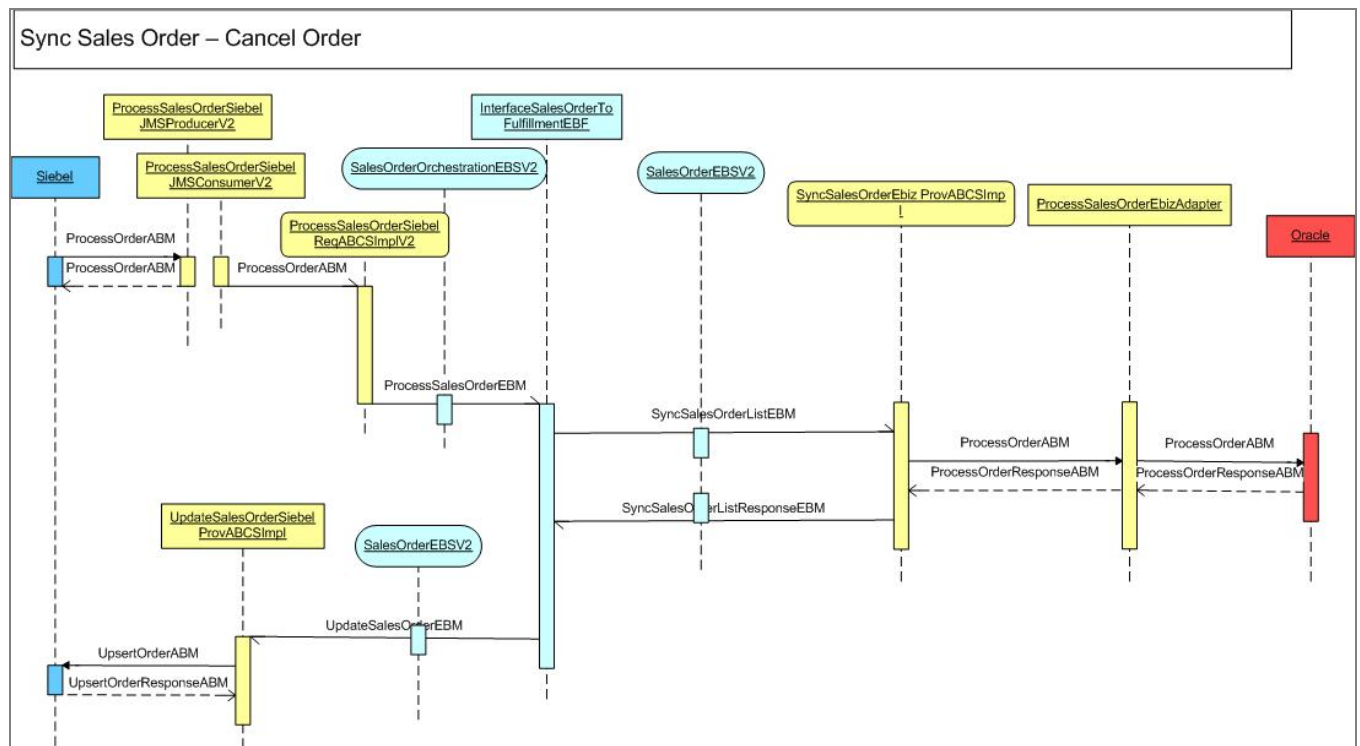 Sync Sales Order – Cancel Order
ProcessSalesOrderSiebel
JMSProducerV2
InterfaceSalesOrderTo
FulfillmentEBF
Siebel
ProcessSalesOrderSiebel
JMSConsumerV2
SalesOrderOrchestrationEBSV2
SalesOrderEBSV2
SyncSalesOrderEbiz ProvABCSImp
l
ProcessSalesOrderEbizAdapter
Oracle
ProcessSalesOrderSiebel
ReqABCSImplV2
ProcessOrderABM
ProcessOrderABM
ProcessOrderABM
ProcessSalesOrderEBM
SyncSalesOrderListEBM
ProcessOrderABM
ProcessOrderABM
ProcessOrderResponseABM
ProcessOrderResponseABM
SyncSalesOrderListResponseEBM
UpdateSalesOrderSiebel
ProvABCSImpl
SalesOrderEBSV2
UpdateSalesOrderEBM
UpsertOrderABM
UpsertOrderResponseABM